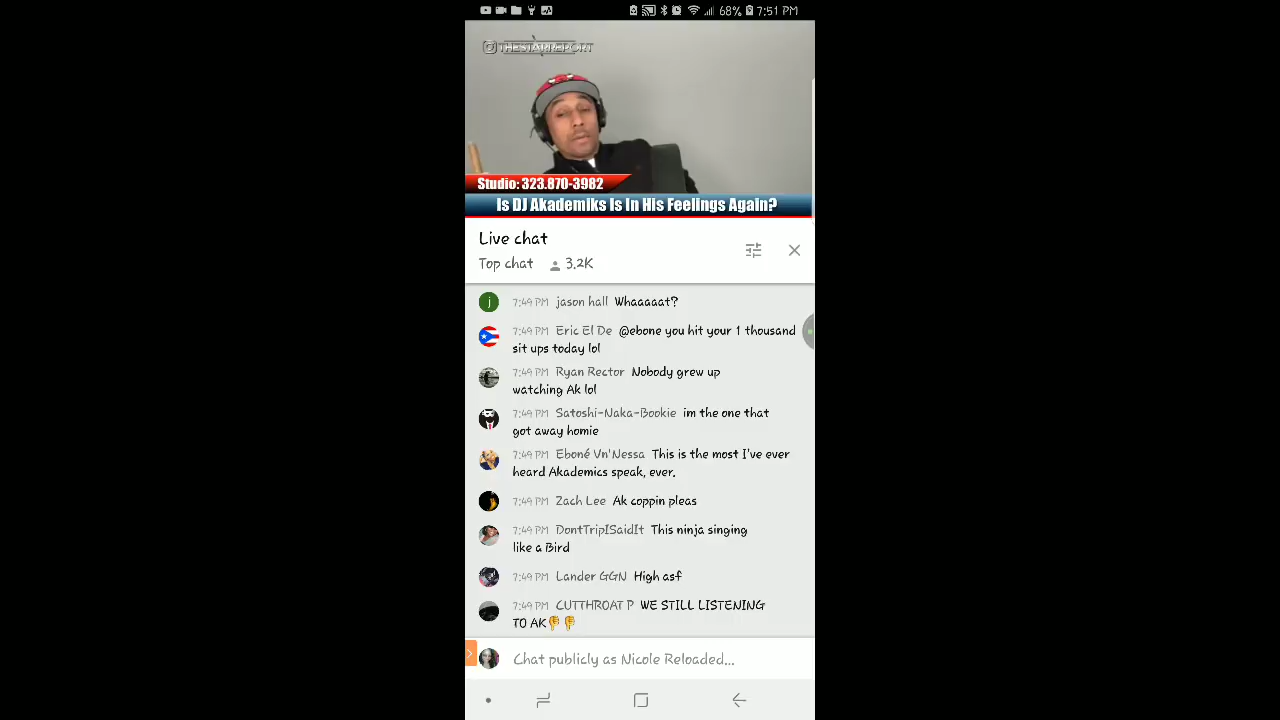 68% 7:51 PM
THESTARREPORT
Studio: 323.870-3982
Is DJ Akademiks Is In His Feelings Again?
Live chat
Top chat 3.2K
j 7:49 PM jason hall Whaaaaat?
7:49 PM Eric El De @ebone you hit your 1 thousand
sit ups today lol
7:49 PM Ryan Rector Nobody grew up
watching Ak lol
7:49 PM Satoshi-Naka-Bookie im the one that
got away homie
7:49 PM Eboné Vn'Nessa This is the most I've ever
heard Akademics speak, ever.
7:49 PM Zach Lee Ak coppin pleas
7:49 PM DontTripISaidIt This ninja singing
like a Bird
7:49 PM Lander GGN High asf
7:49 PM CUTTHROAT P WE STILL LISTENING
TO AK👎👎
Chat publicly as Nicole Reloaded...